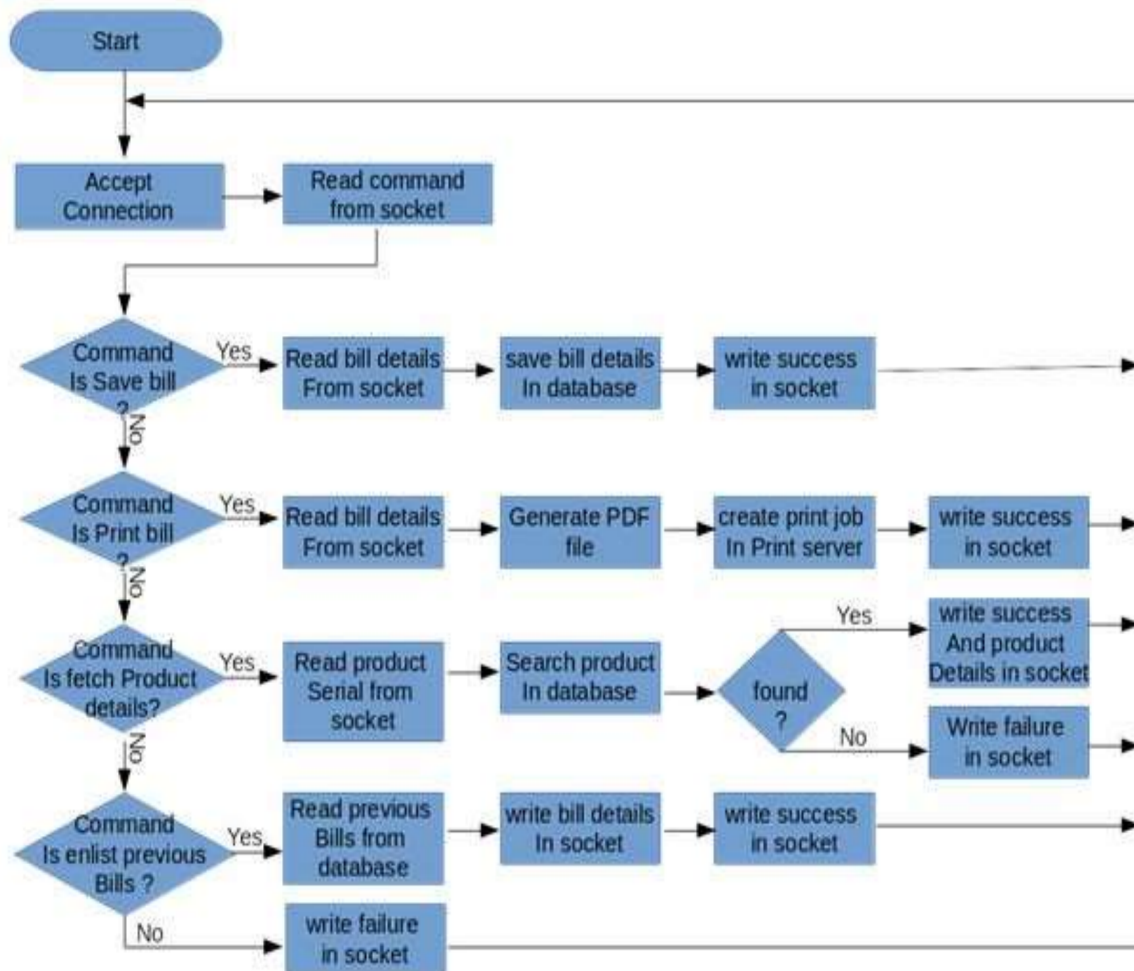 Start
Accept
Connection
Read command
from socket
Command
Is Save bill
?
Yes
Read bill details
From socket
save bill details
In database
write success
in socket
No
Command
Is Print bill
?
Yes
Read bill details
From socket
Generate PDF
file
create print job
In Print server
write success
in socket
No
Command
Is fetch Product
details?
Yes
Read product
Serial from
socket
Search product
In database
found
?
Yes
write success
And product
Details in socket
No
Write failure
in socket
No
Command
Is enlist previous
Bills ?
Yes
Read previous
Bills from
database
write bill details
In socket
write success
in socket
No
write failure
in socket